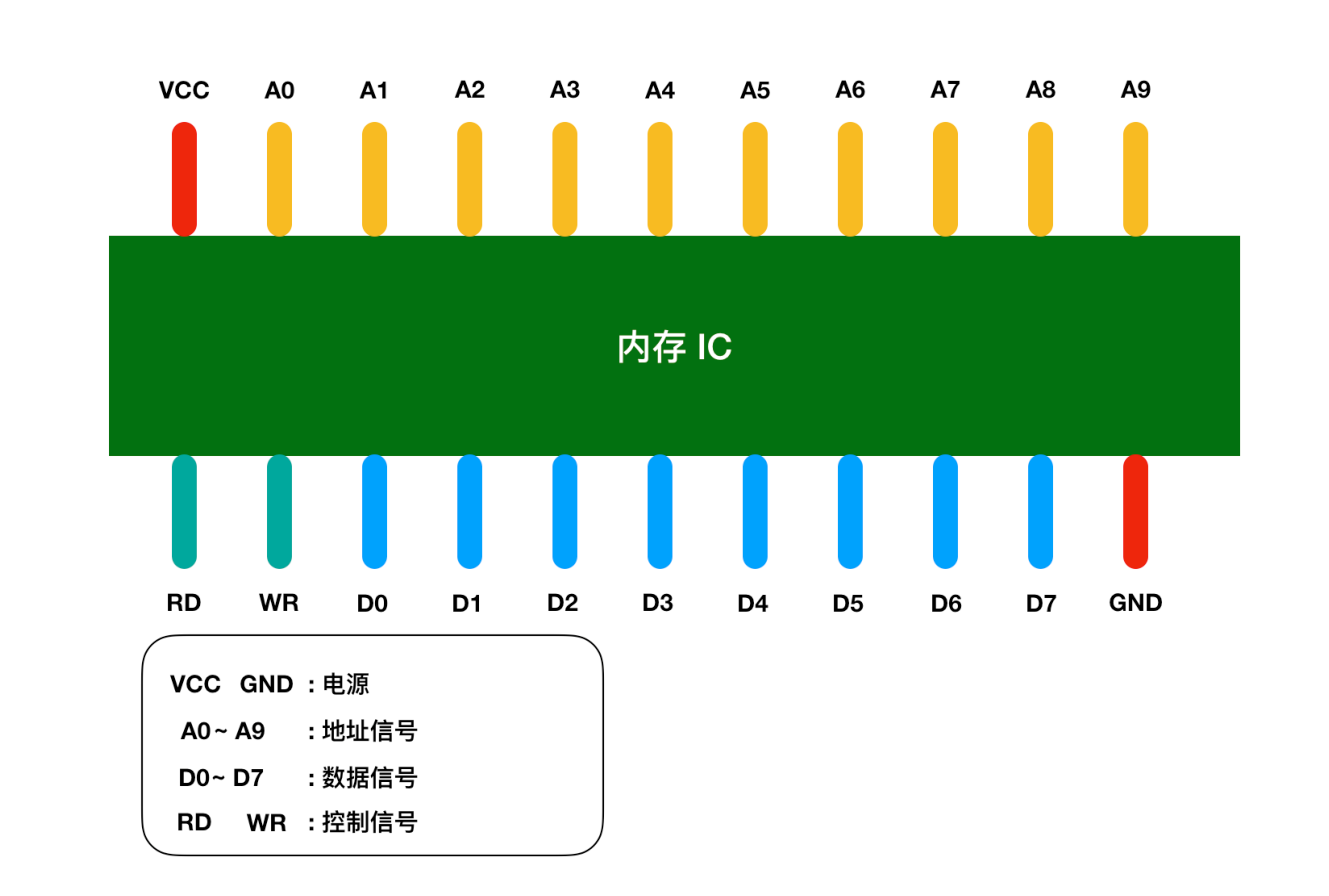 VCC A0 A1 A2 A3 A4 A5 A6 A7 A8 A9
内存 IC
RD WR D0 D1 D2 D3 D4 D5 D6 D7 GND
VCC GND : 电源
A0~ A9 : 地址信号
D0~ D7 : 数据信号
RD WR : 控制信号